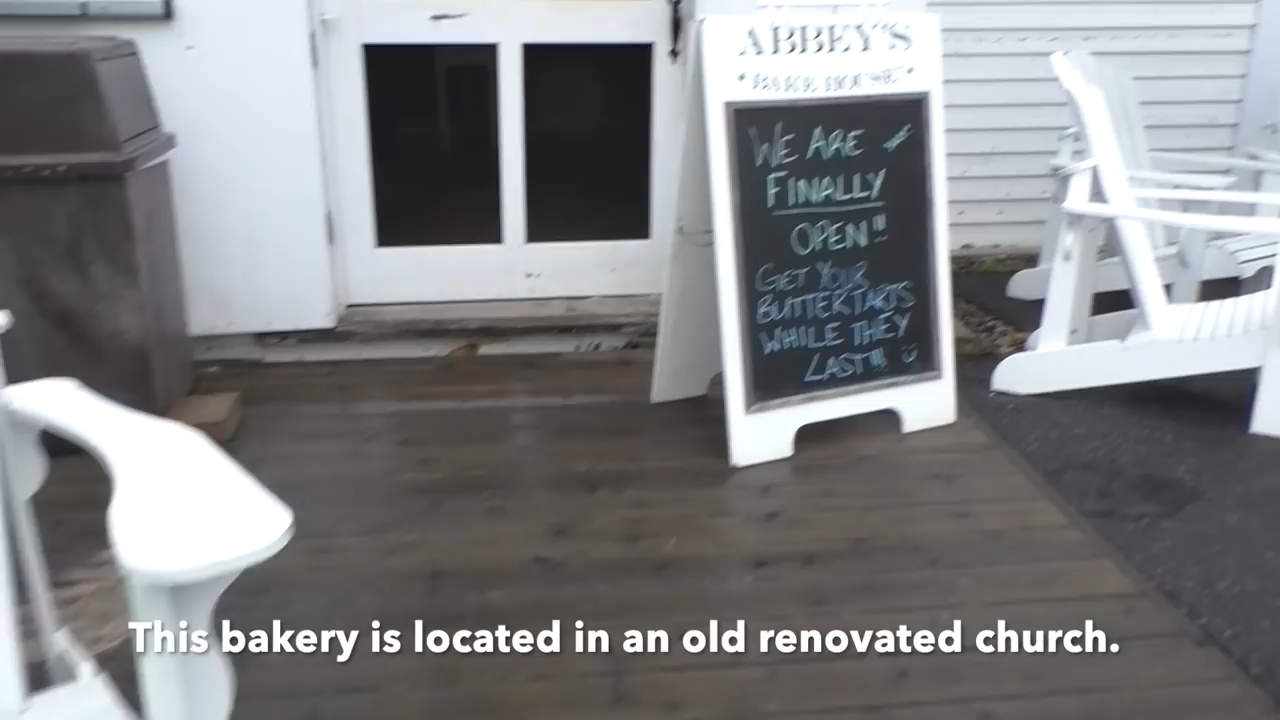 ABBEY'S
BAKE HOUSE
WE ARE
FINALLY
OPEN!!
GET YOUR
BUTTERTARTS
WHILE THEY
LAST!!!
This bakery is located in an old renovated church.